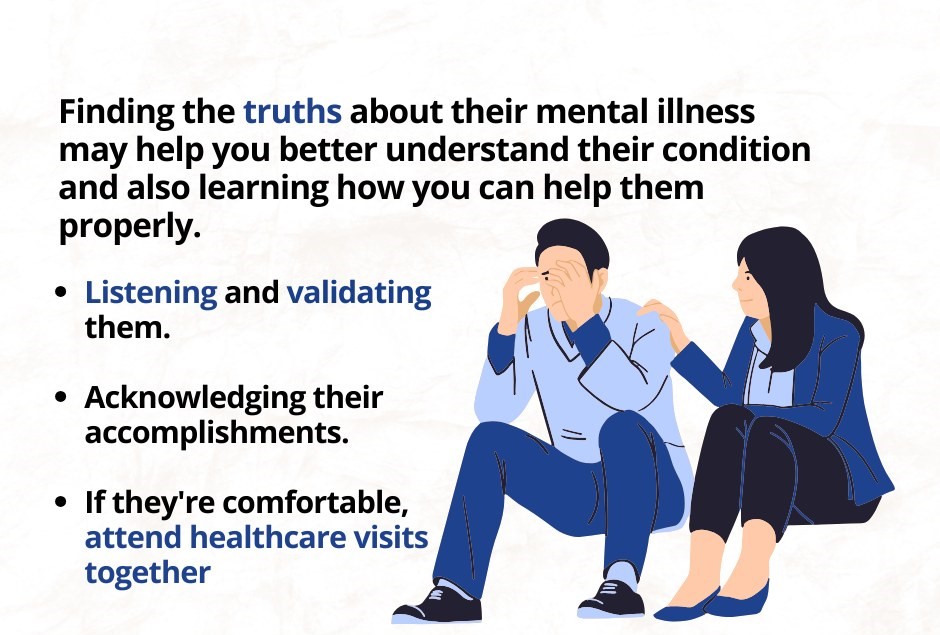 Finding the truths about their mental illness
may help you better understand their condition
and also learning how you can help them
properly.
• Listening and validating
them.
• Acknowledging their
accomplishments.
• If they're comfortable,
attend healthcare visits
together